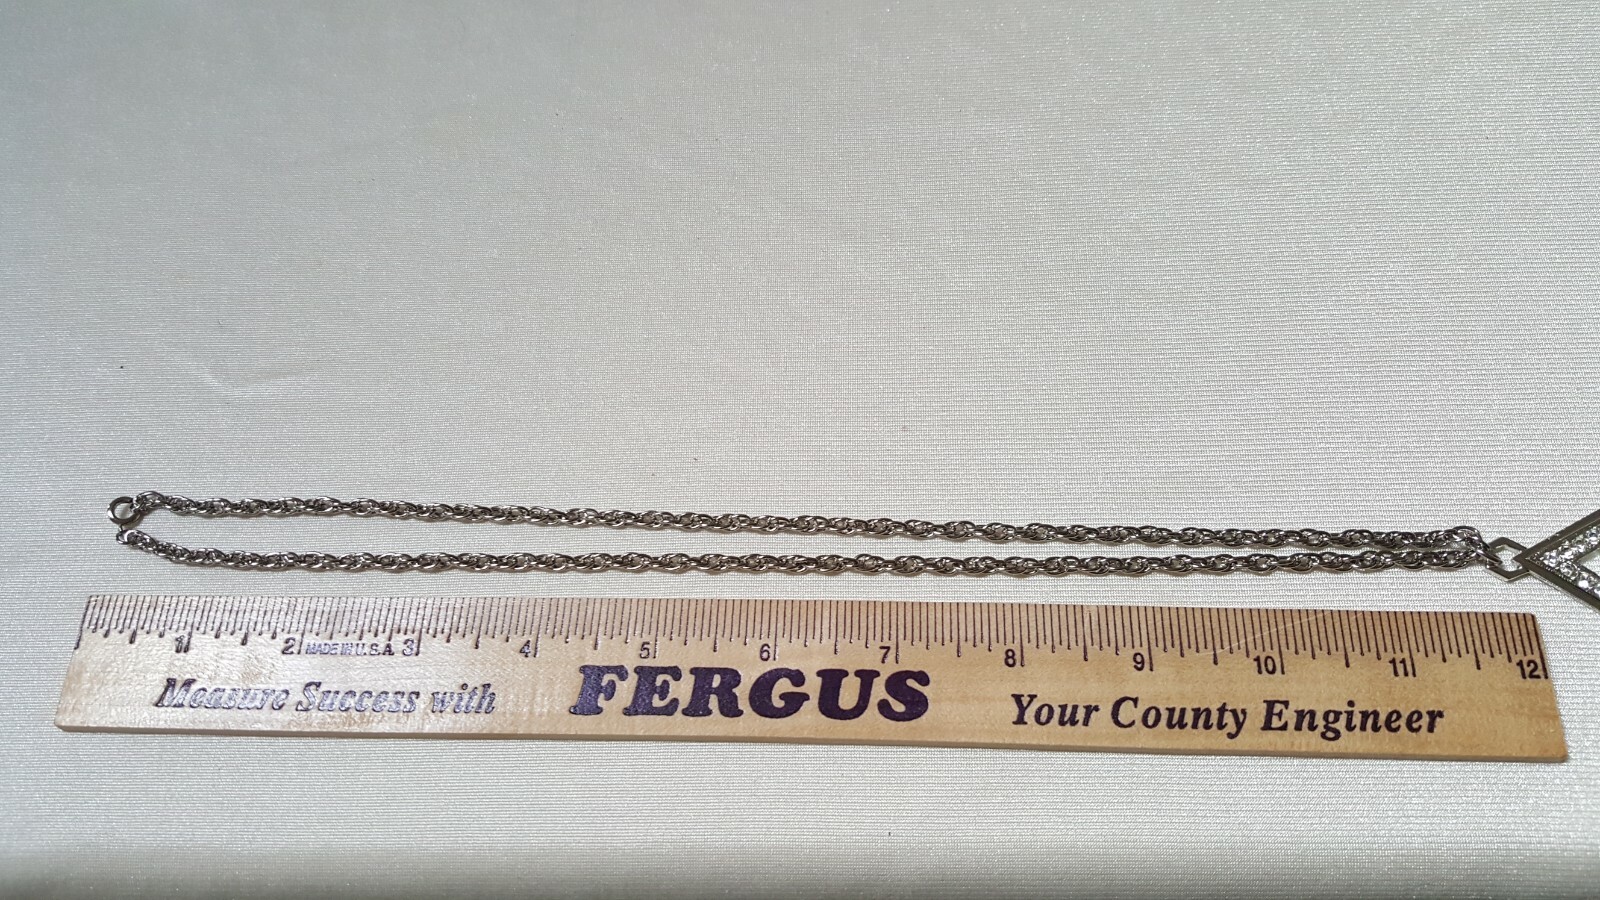 1 2 MADE IN U.S.A. 3 4 5 6 7 8 9 10 11 12
Measure Success with FERGUS Your County Engineer